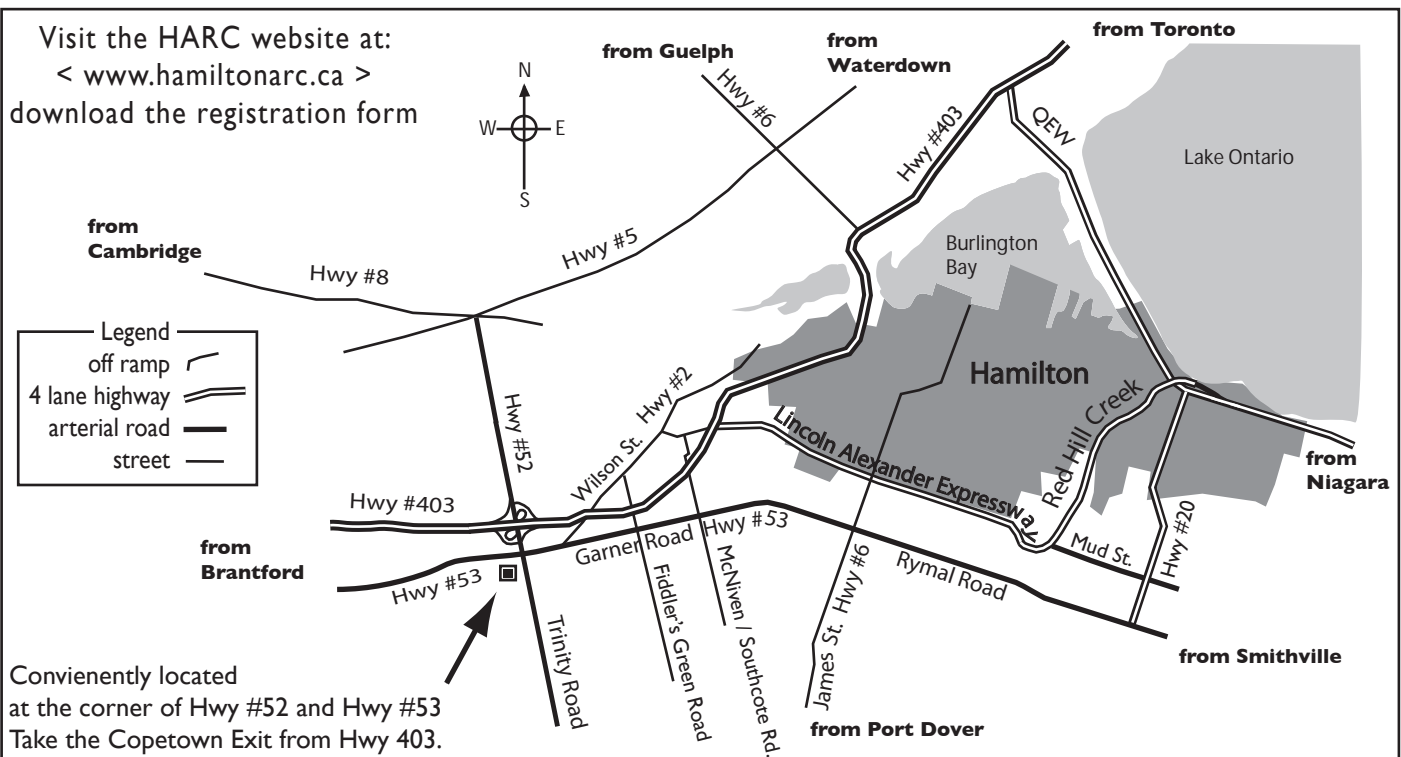 Visit the HARC website at:
< www.hamiltonarc.ca >
download the registration form
N
W
E
S
from Guelph
from
Waterdown
from Toronto
Hwy #6
Hwy #403
QEW
Lake Ontario
from
Cambridge
Hwy #8
Hwy #5
Burlington
Bay
Legend
off ramp
4 lane highway
arterial road
street
Hwy #52
Wilson St.
Hwy #2
Hamilton
Lincoln Alexander Expressway
Red Hill Creek
from
Niagara
Hwy #403
from
Brantford
Hwy #53
Garner Road
Hwy #53
Rymal Road
Mud St.
Hwy #20
from Smithville
Trinity Road
Fiddler's Green Road
McNiven / Southcote Rd.
James St. Hwy #6
from Port Dover
Convienently located
at the corner of Hwy #52 and Hwy #53
Take the Copetown Exit from Hwy 403.